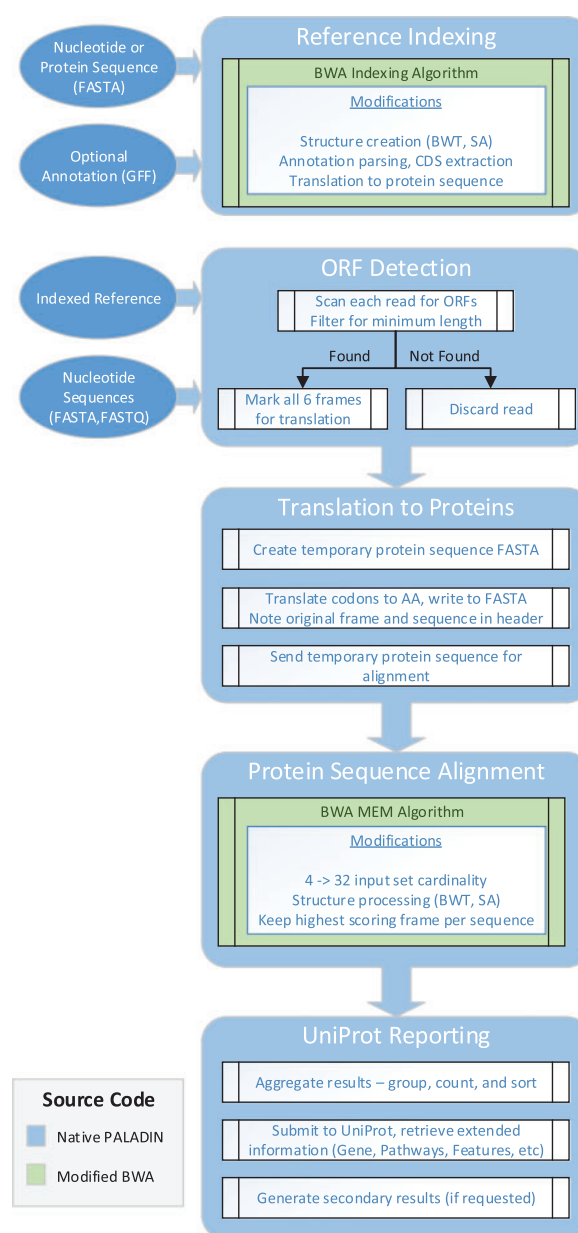 Reference Indexing
Nucleotide or
Protein Sequence
(FASTA)
BWA Indexing Algorithm
Modifications
Structure creation (BWT, SA)
Annotation parsing, CDS extraction
Translation to protein sequence
Optional
Annotation (GFF)
ORF Detection
Indexed Reference
Scan each read for ORFs
Filter for minimum length
Found
Not Found
Nucleotide
Sequences
(FASTA,FASTQ)
Mark all 6 frames
for translation
Discard read
Translation to Proteins
Create temporary protein sequence FASTA
Translate codons to AA, write to FASTA
Note original frame and sequence in header
Send temporary protein sequence for
alignment
Protein Sequence Alignment
BWA MEM Algorithm
Modifications
4 -> 32 input set cardinality
Structure processing (BWT, SA)
Keep highest scoring frame per sequence
UniProt Reporting
Aggregate results – group, count, and sort
Submit to UniProt, retrieve extended
information (Gene, Pathways, Features, etc)
Generate secondary results (if requested)
Source Code
Native PALADIN
Modified BWA